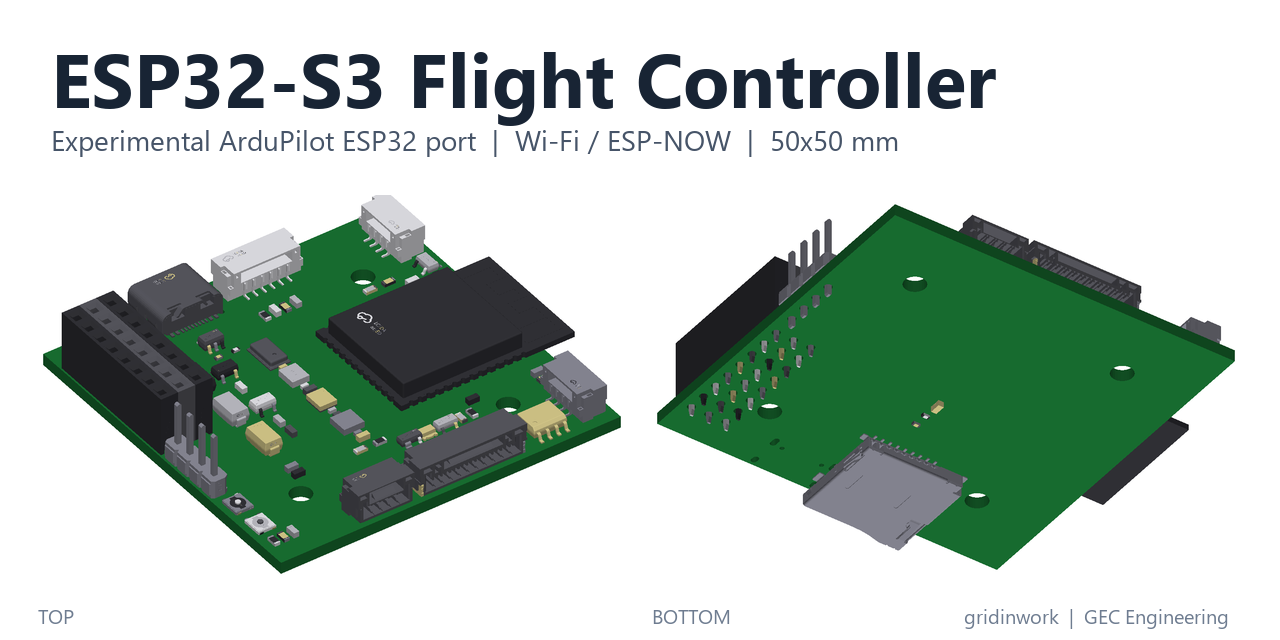 ESP32-S3 Flight Controller
Experimental ArduPilot ESP32 port | Wi-Fi / ESP-NOW | 50x50 mm
TOP
BOTTOM
gridinwork | GEC Engineering